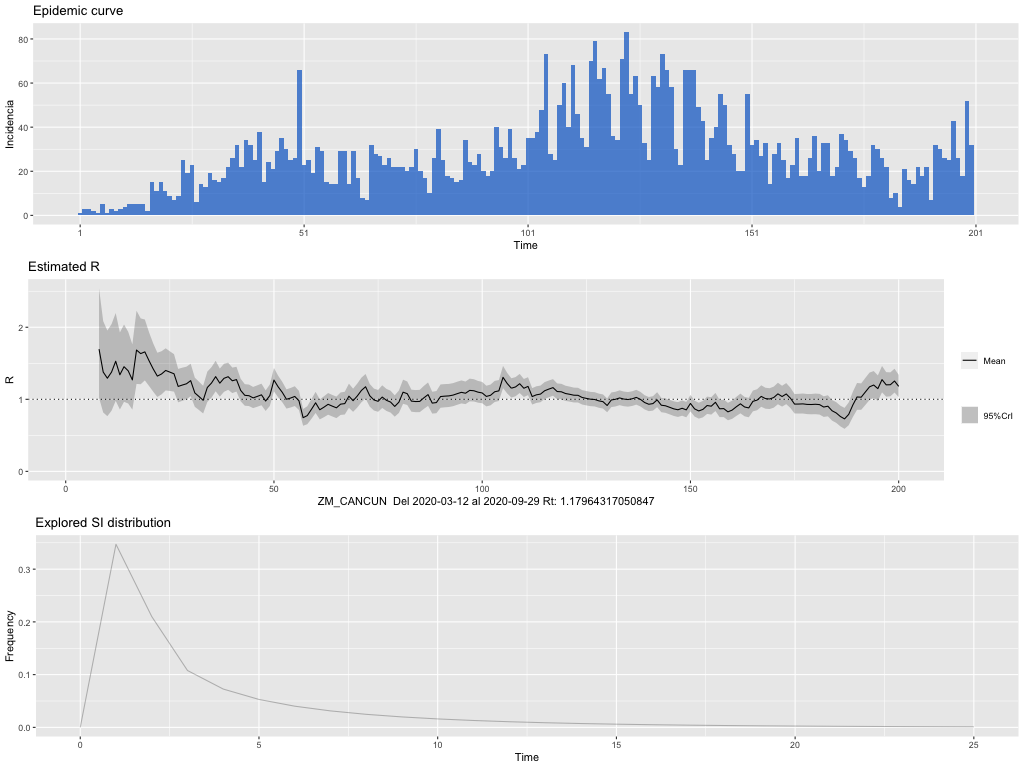 Epidemic curve
80
60
40
20
0
Incidencia
1 51 101 151 201
Time
Estimated R
2
1
0
R
0 50 100 150 200
ZM_CANCUN Del 2020-03-12 al 2020-09-29 Rt: 1.17964317050847
Mean
95%CrI
Explored SI distribution
0.3
0.2
0.1
0.0
Frequency
0 5 10 15 20 25
Time